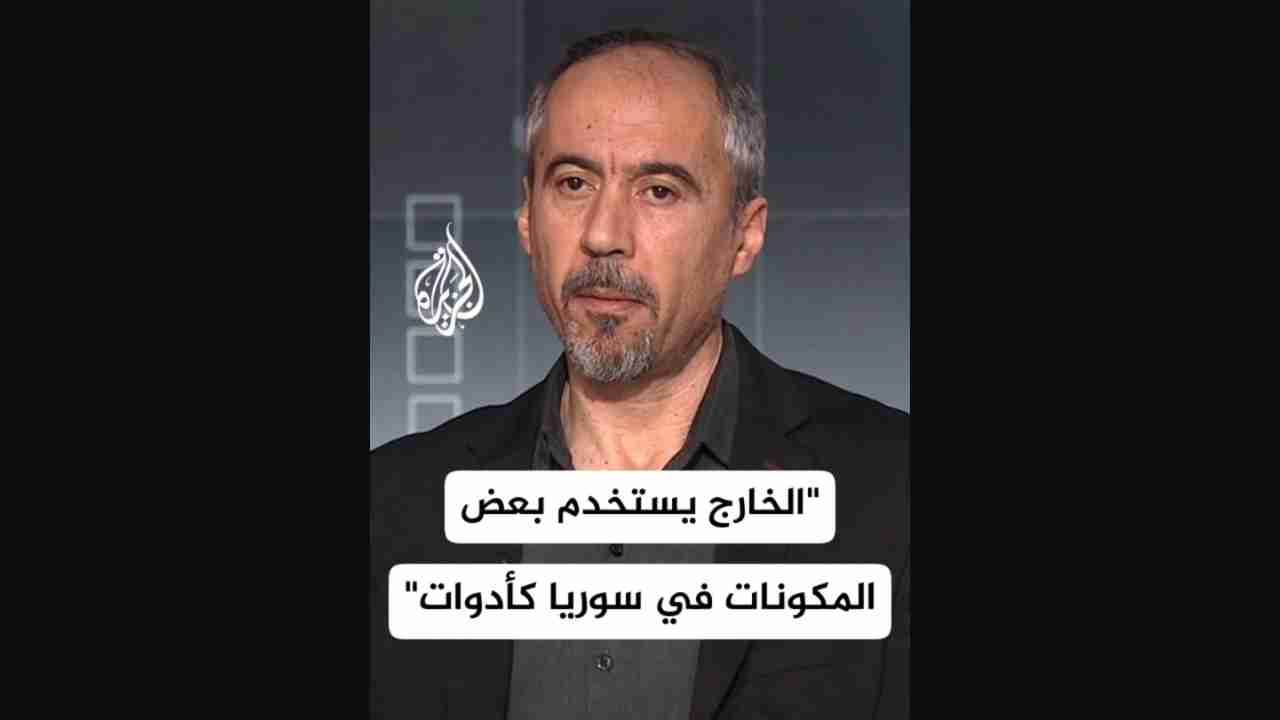 الجزيرة
"الخارج يستخدم بعض
المكونات في سوريا كأدوات"